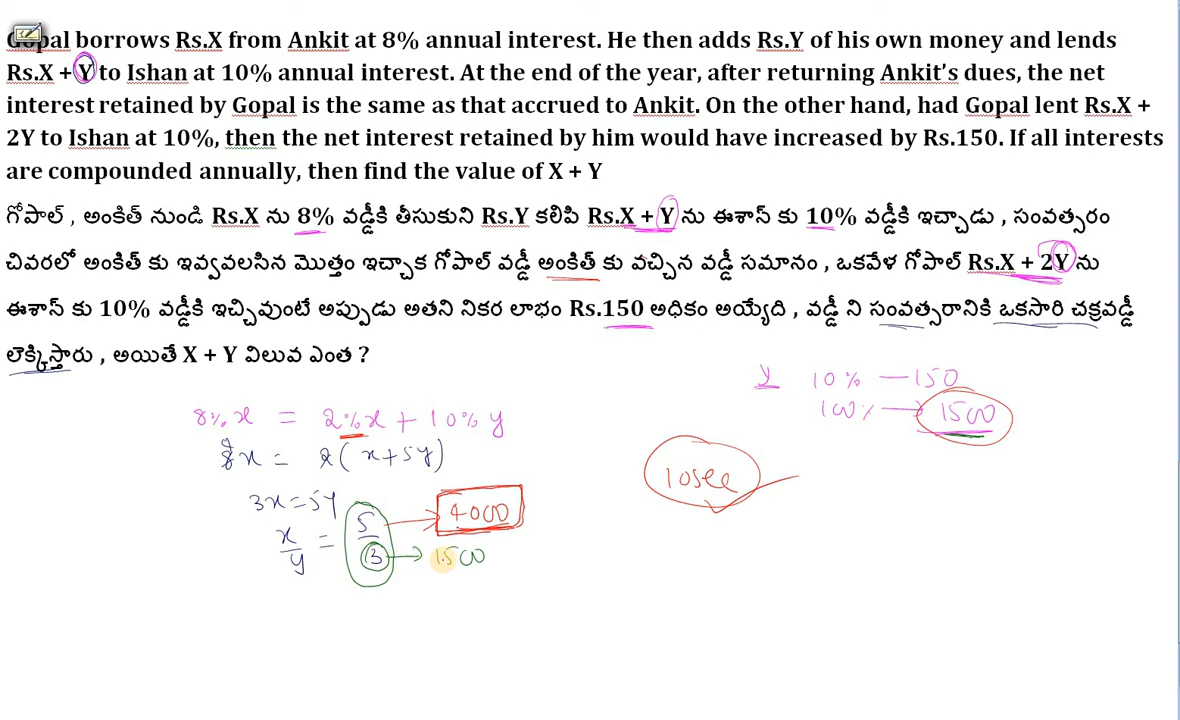 Gopal borrows Rs.X from Ankit at 8% annual interest. He then adds Rs.Y of his own money and lends
Rs.X + Y to Ishan at 10% annual interest. At the end of the year, after returning Ankit’s dues, the net
interest retained by Gopal is the same as that accrued to Ankit. On the other hand, had Gopal lent Rs.X +
2Y to Ishan at 10%, then the net interest retained by him would have increased by Rs.150. If all interests
are compounded annually, then find the value of X + Y
గోపాల్ , అంకిత్ నుండి Rs.X ను 8% వడ్డీకి తీసుకుని Rs.Y కలిపి Rs.X + Y ను ఈశాన్ కు 10% వడ్డీకి ఇచ్చాడు , సంవత్సరం
చివరలో అంకిత్ కు ఇవ్వవలసిన మొత్తం ఇచ్చాక గోపాల్ వడ్డీ అంకిత్ కు వచ్చిన వడ్డీ సమానం , ఒకవేళ గోపాల్ Rs.X + 2Y ను
ఈశాన్ కు 10% వడ్డీకి ఇచ్చివుంటే అప్పుడు అతని నికర లాభం Rs.150 అధికం అయ్యేది , వడ్డీ ని సంవత్సరానికి ఒకసారి చక్రవడ్డీ
లెక్కిస్తారు , అయితే X + Y విలువ ఎంత ?
y 10% — 150
100% → 1500
8% x = 2% x + 10% y
8x = 2 ( x + 5y )
10sec
3x = 5y
x/y = 5/3
4000
1500